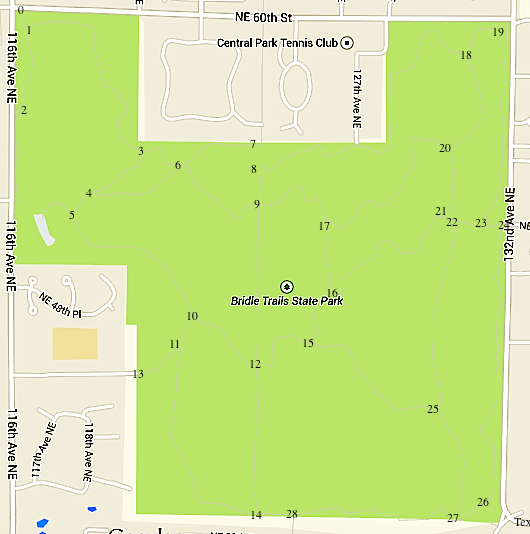 0
NE 60th St
19
1
116th Ave NE
Central Park Tennis Club
18
127th Ave NE
2
3
7
20
6
8
4
9
5
21
22
23
24
17
132nd Ave NE
116th Ave NE
16
Bridle Trails State Park
NE 48th Pl
10
11
15
12
13
25
116th Ave NE
117th Ave NE
118th Ave NE
26
14
28
27
Tex